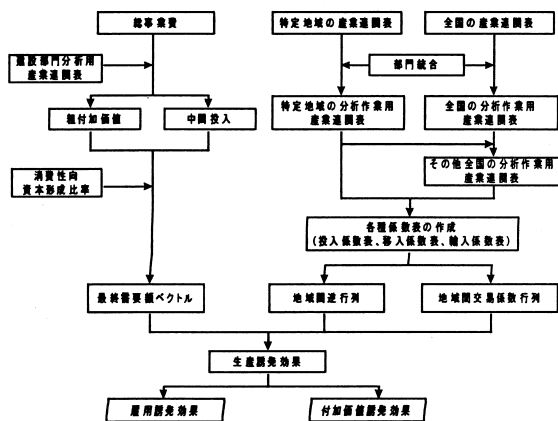 総事業費
特定地域の産業連関表
全国の産業連関表
建設部門分析用
産業連関表
部門統合
粗付加価値
中間投入
特定地域の分析作業用
産業連関表
全国の分析作業用
産業連関表
その他全国の分析作業用
産業連関表
消費性向
資本形成比率
各種係数表の作成
(投入係数表、移入係数表、輸入係数表)
最終需要額ベクトル
地域間逆行列
地域間交易係数行列
生産誘発効果
雇用誘発効果
付加価値誘発効果